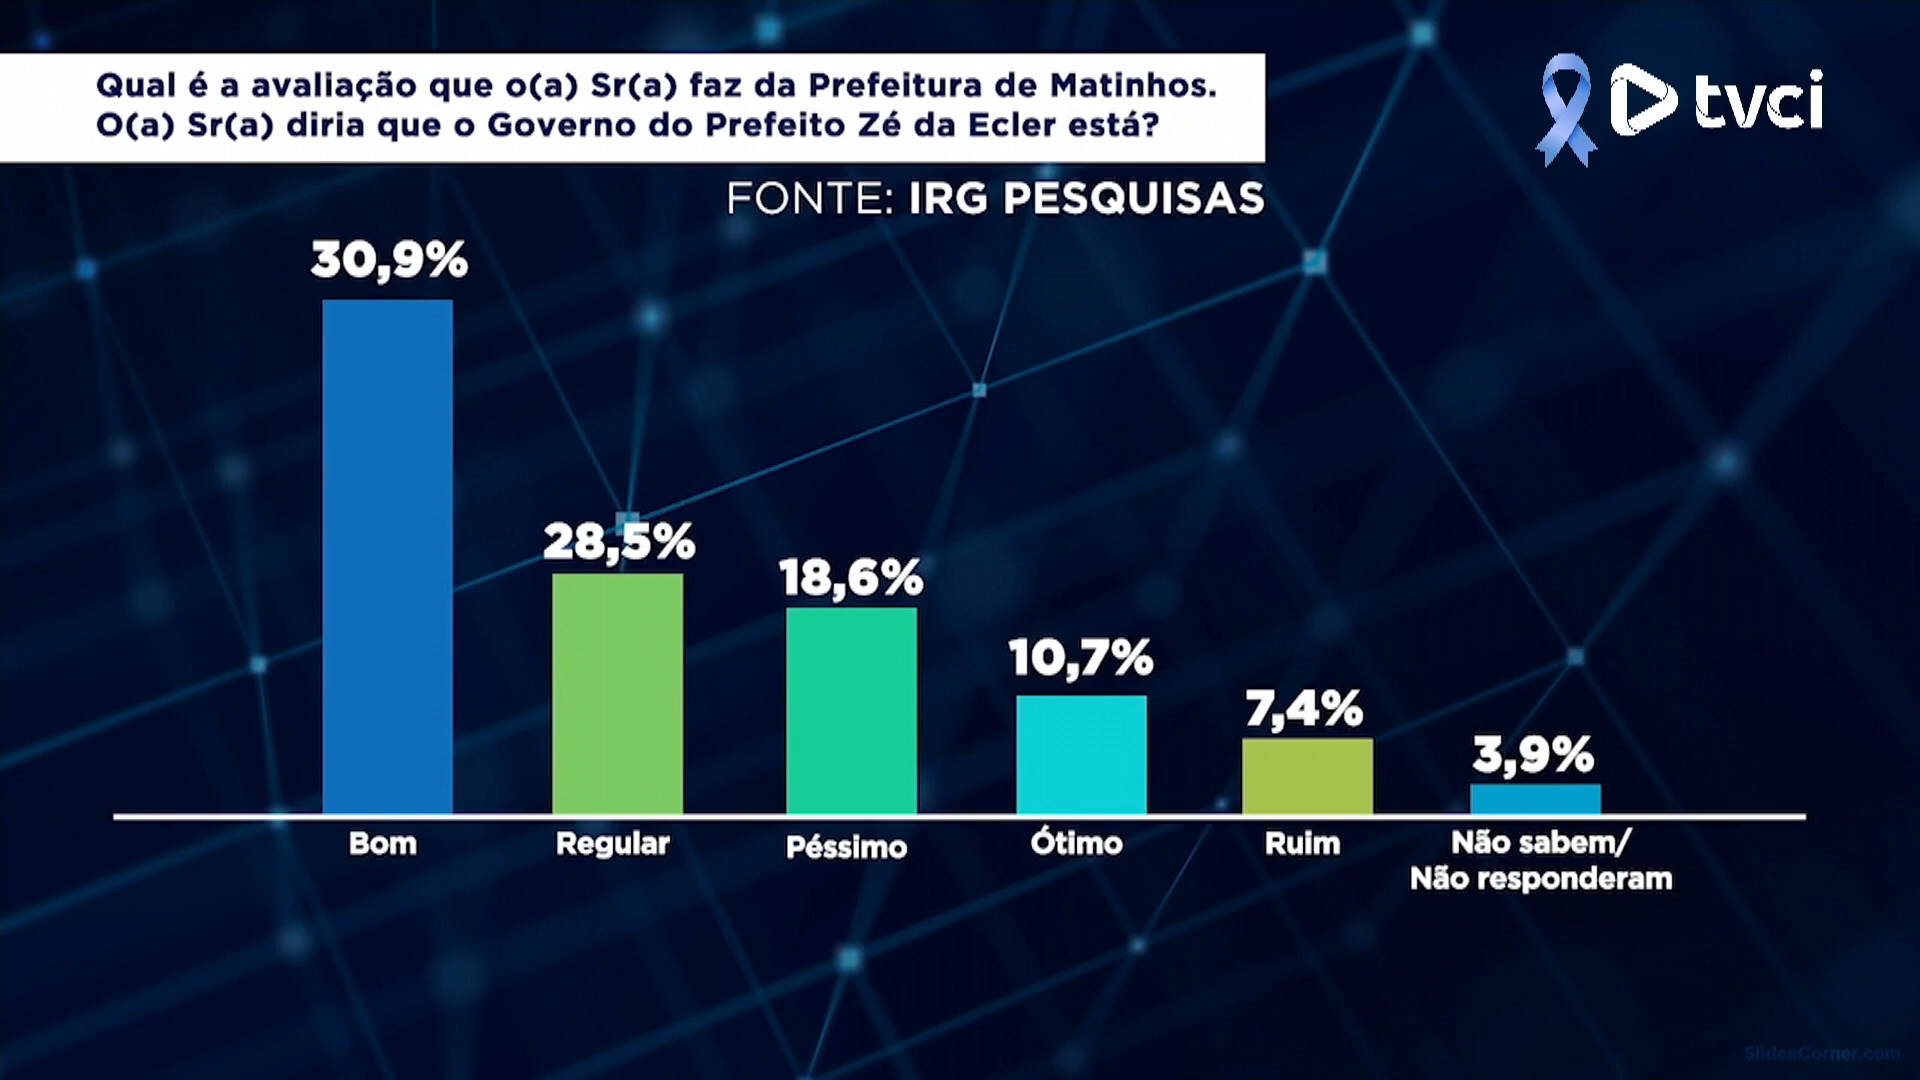 Qual é a avaliação que o(a) Sr(a) faz da Prefeitura de Matinhos.
O(a) Sr(a) diria que o Governo do Prefeito Zé da Ecler está?
tvci
FONTE: IRG PESQUISAS
30,9%
28,5%
18,6%
10,7%
7,4%
3,9%
Bom
Regular
Péssimo
Ótimo
Ruim
Não sabem/
Não responderam
SlidesCorner.com